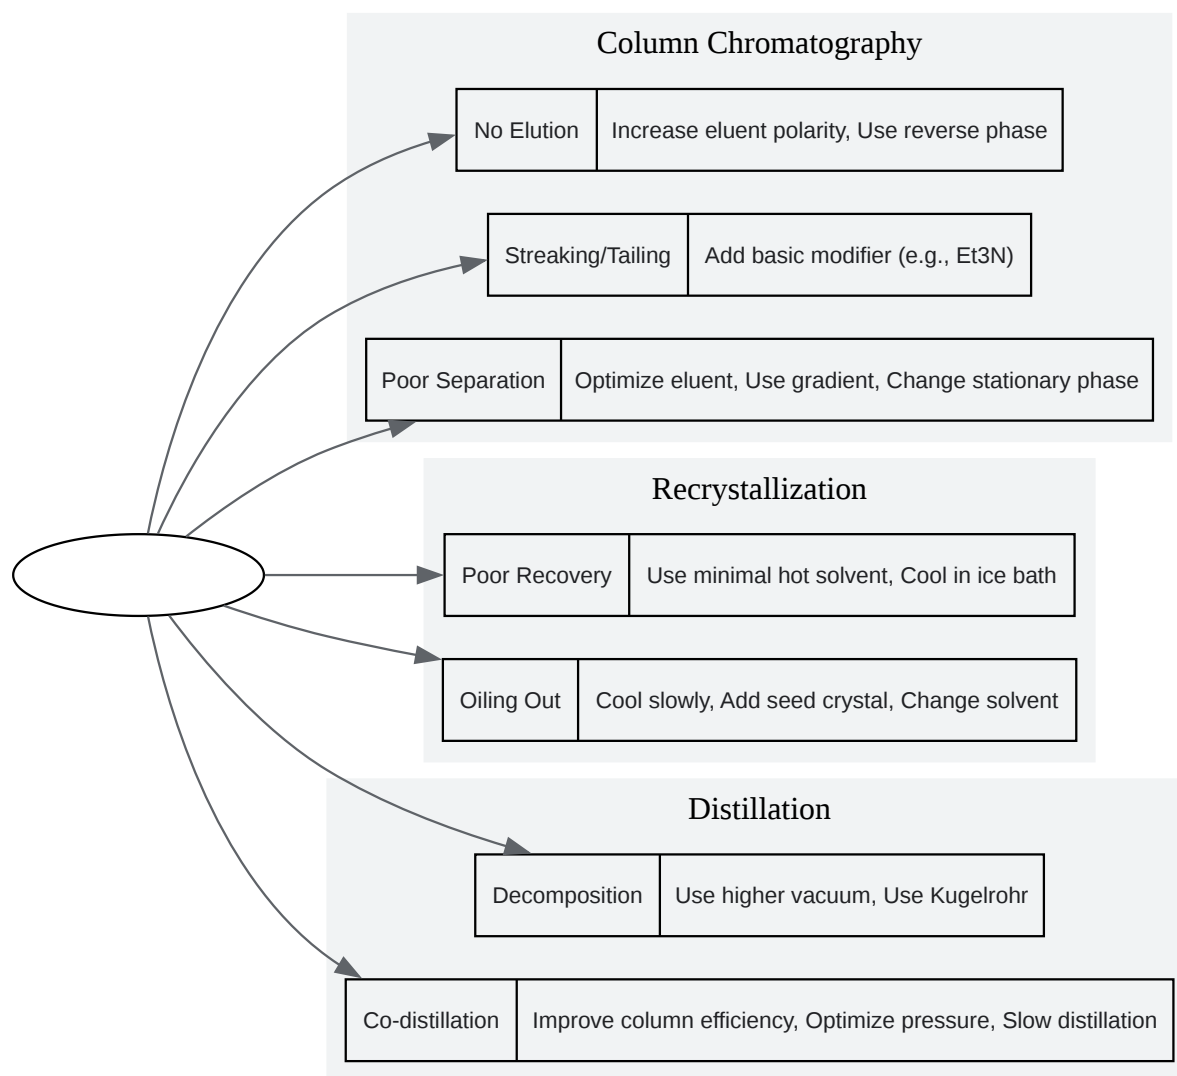 Column Chromatography
No Elution
Increase eluent polarity, Use reverse phase
Streaking/Tailing
Add basic modifier (e.g., Et3N)
Poor Separation
Optimize eluent, Use gradient, Change stationary phase
Recrystallization
Poor Recovery
Use minimal hot solvent, Cool in ice bath
Oiling Out
Cool slowly, Add seed crystal, Change solvent
Distillation
Decomposition
Use higher vacuum, Use Kugelrohr
Co-distillation
Improve column efficiency, Optimize pressure, Slow distillation